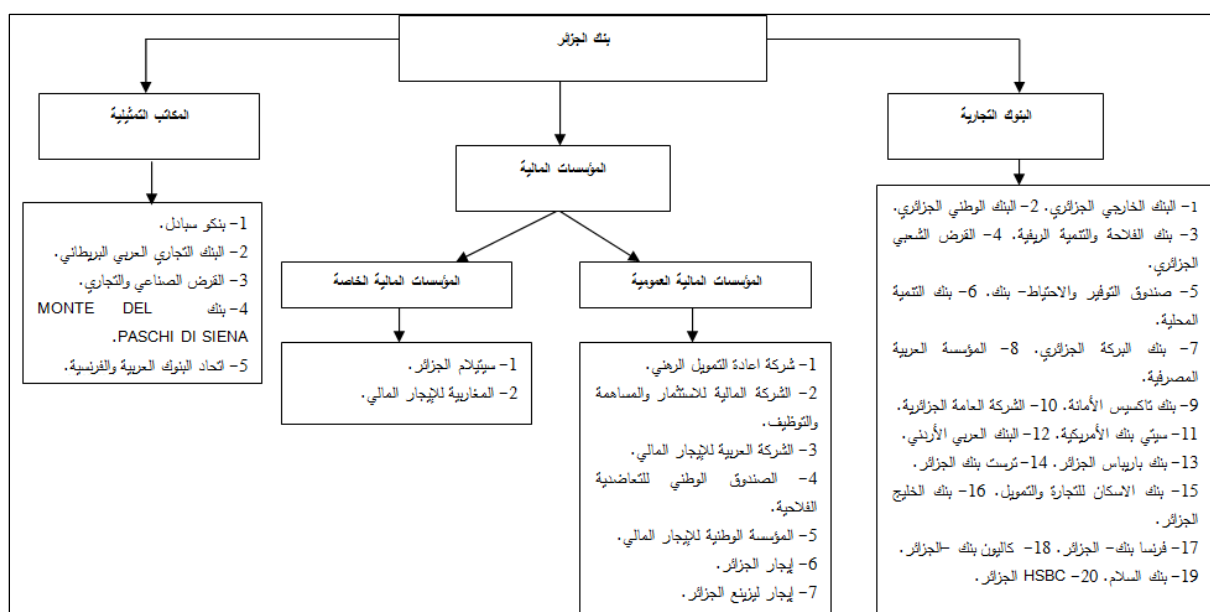 بنك الجزائر
البنوك التجارية
1- البنك الخارجي الجزائري. 2- البنك الوطني الجزائري.
3- بنك الفلاحة والتنمية الريفية. 4- القرض الشعبي
الجزائري.
5- صندوق التوفير والاحتياط- بنك. 6- بنك التنمية
المحلية.
7- بنك البركة الجزائري. 8- المؤسسة العربية
المصرفية.
9- بنك تاكسيس الأمانة. 10- الشركة العامة الجزائرية.
11- سيتي بنك الأمريكية. 12- البنك العربي الأردني.
13- بنك باريباس الجزائر. 14- ترست بنك الجزائر.
15- بنك الاسكان للتجارة والتمويل. 16- بنك الخليج
الجزائر.
17- فرنسا بنك- الجزائر. 18- كاليون بنك -الجزائر.
19- بنك السلام. 20- HSBC الجزائر.
المؤسسات المالية
المؤسسات المالية العمومية
1- شركة اعادة التمويل الرهني.
2- الشركة المالية للاستثمار والمساهمة
والتوظيف.
3- الشركة العربية للإيجار المالي.
4- الصندوق الوطني للتعاضدية
الفلاحية.
5- المؤسسة الوطنية للإيجار المالي.
6- إيجار الجزائر.
7- إيجار ليزينع الجزائر.
المؤسسات المالية الخاصة
1- سيتيلام الجزائر.
2- المغاربية للإيجار المالي.
المكاتب التمثيلية
1- بنكو سبادل.
2- البنك التجاري العربي البريطاني.
3- القرض الصناعي والتجاري.
4- بنك MONTE DEL
PASCHI DI SIENA.
5- اتحاد البنوك العربية والفرنسية.